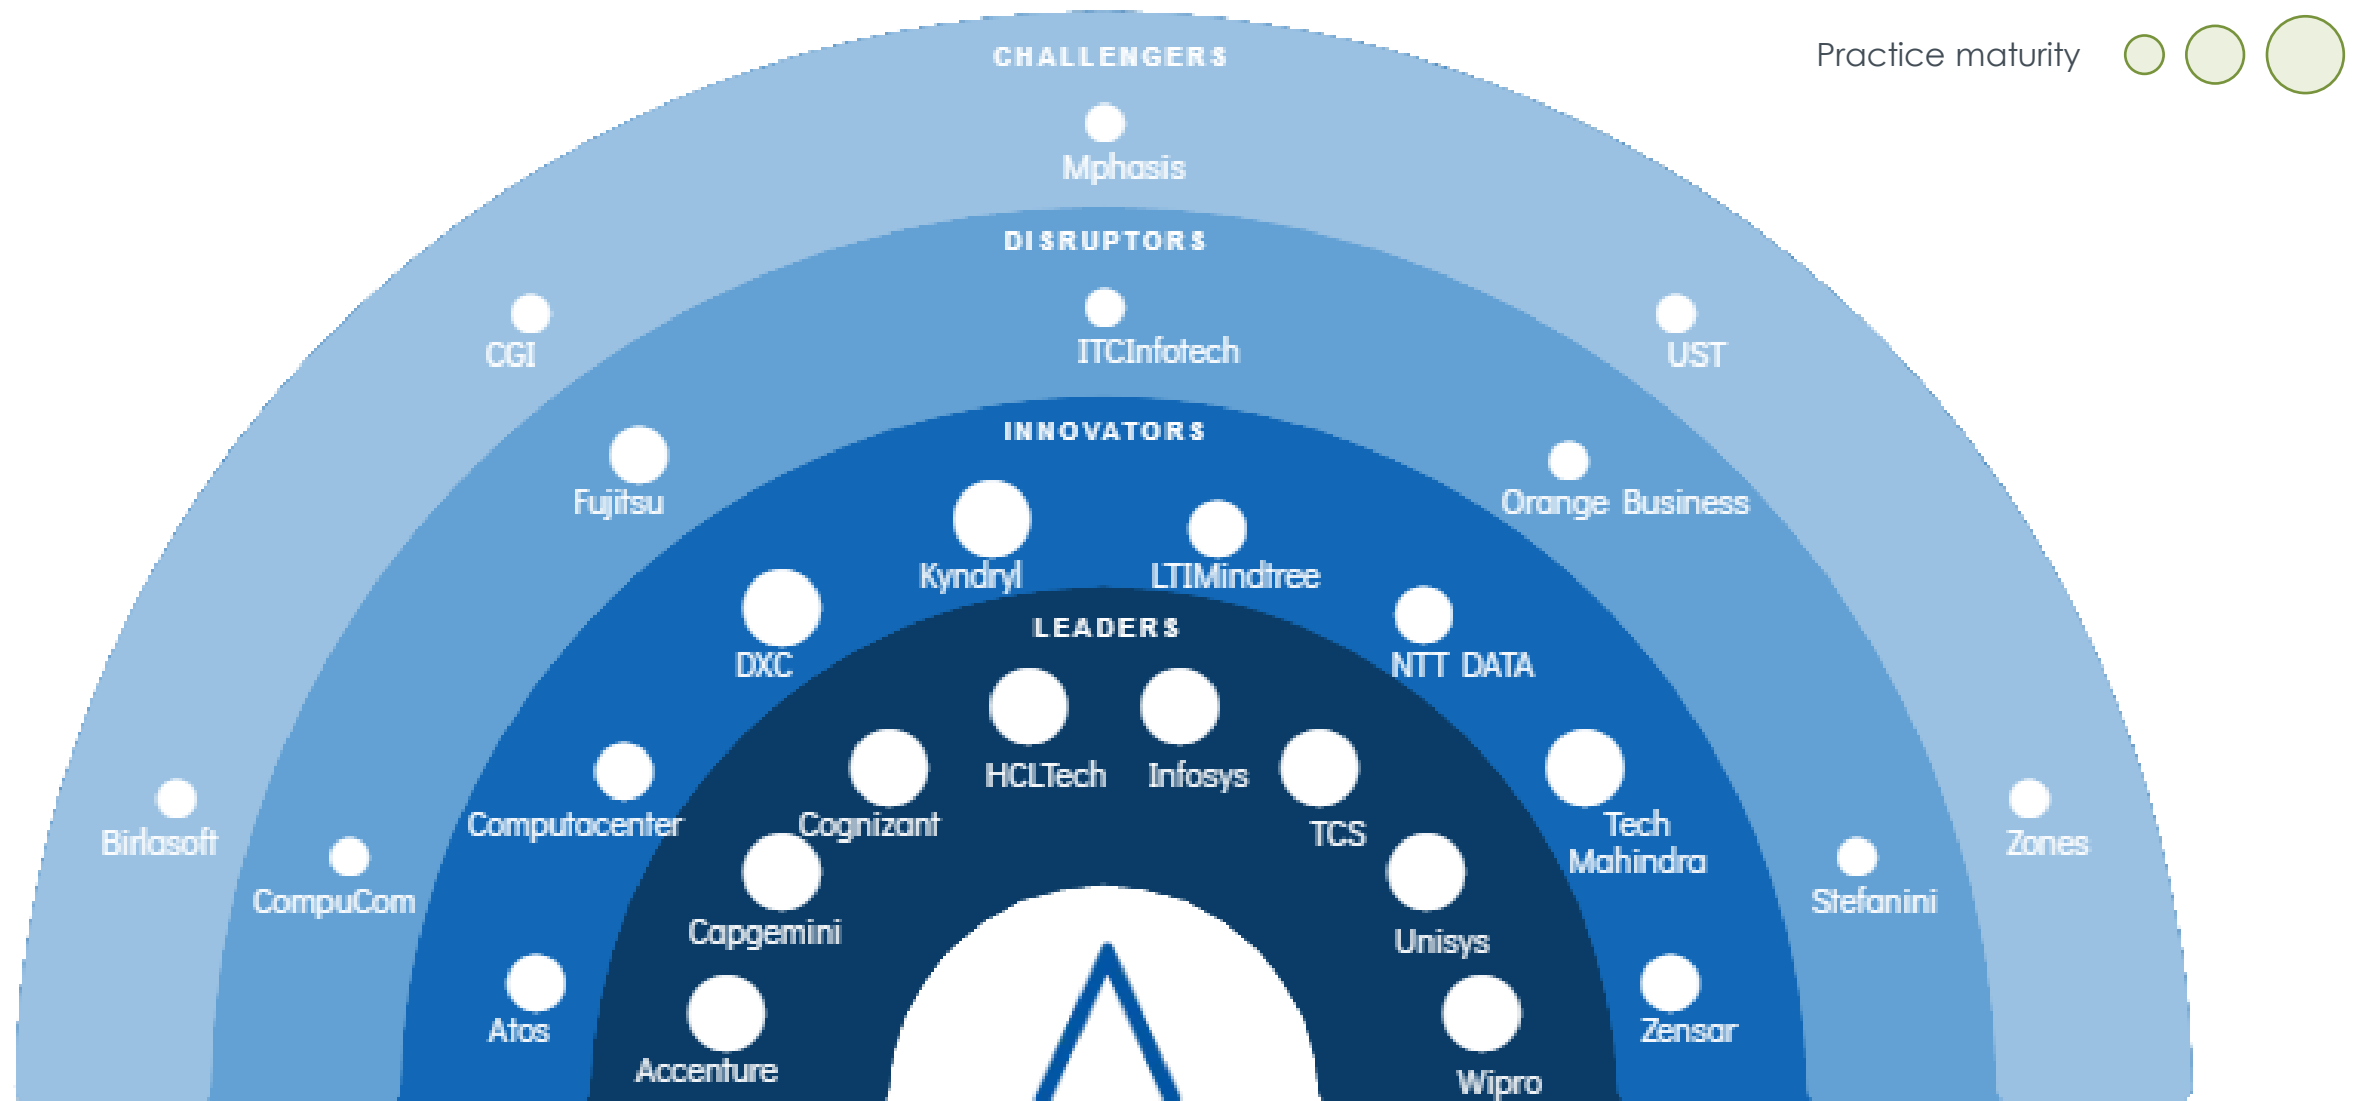 Practice maturity
CHALLENGERS
Mphasis
CGI
UST
Birlasoft
Zones
DISRUPTORS
ITCInfotech
Fujitsu
Orange Business
CompuCom
Stefanini
INNOVATORS
Kyndryl
LTIMindtree
DXC
NTT DATA
Computacenter
Tech
Mahindra
Atos
Zensar
LEADERS
HCLTech
Infosys
Cognizant
TCS
Capgemini
Unisys
Accenture
Wipro